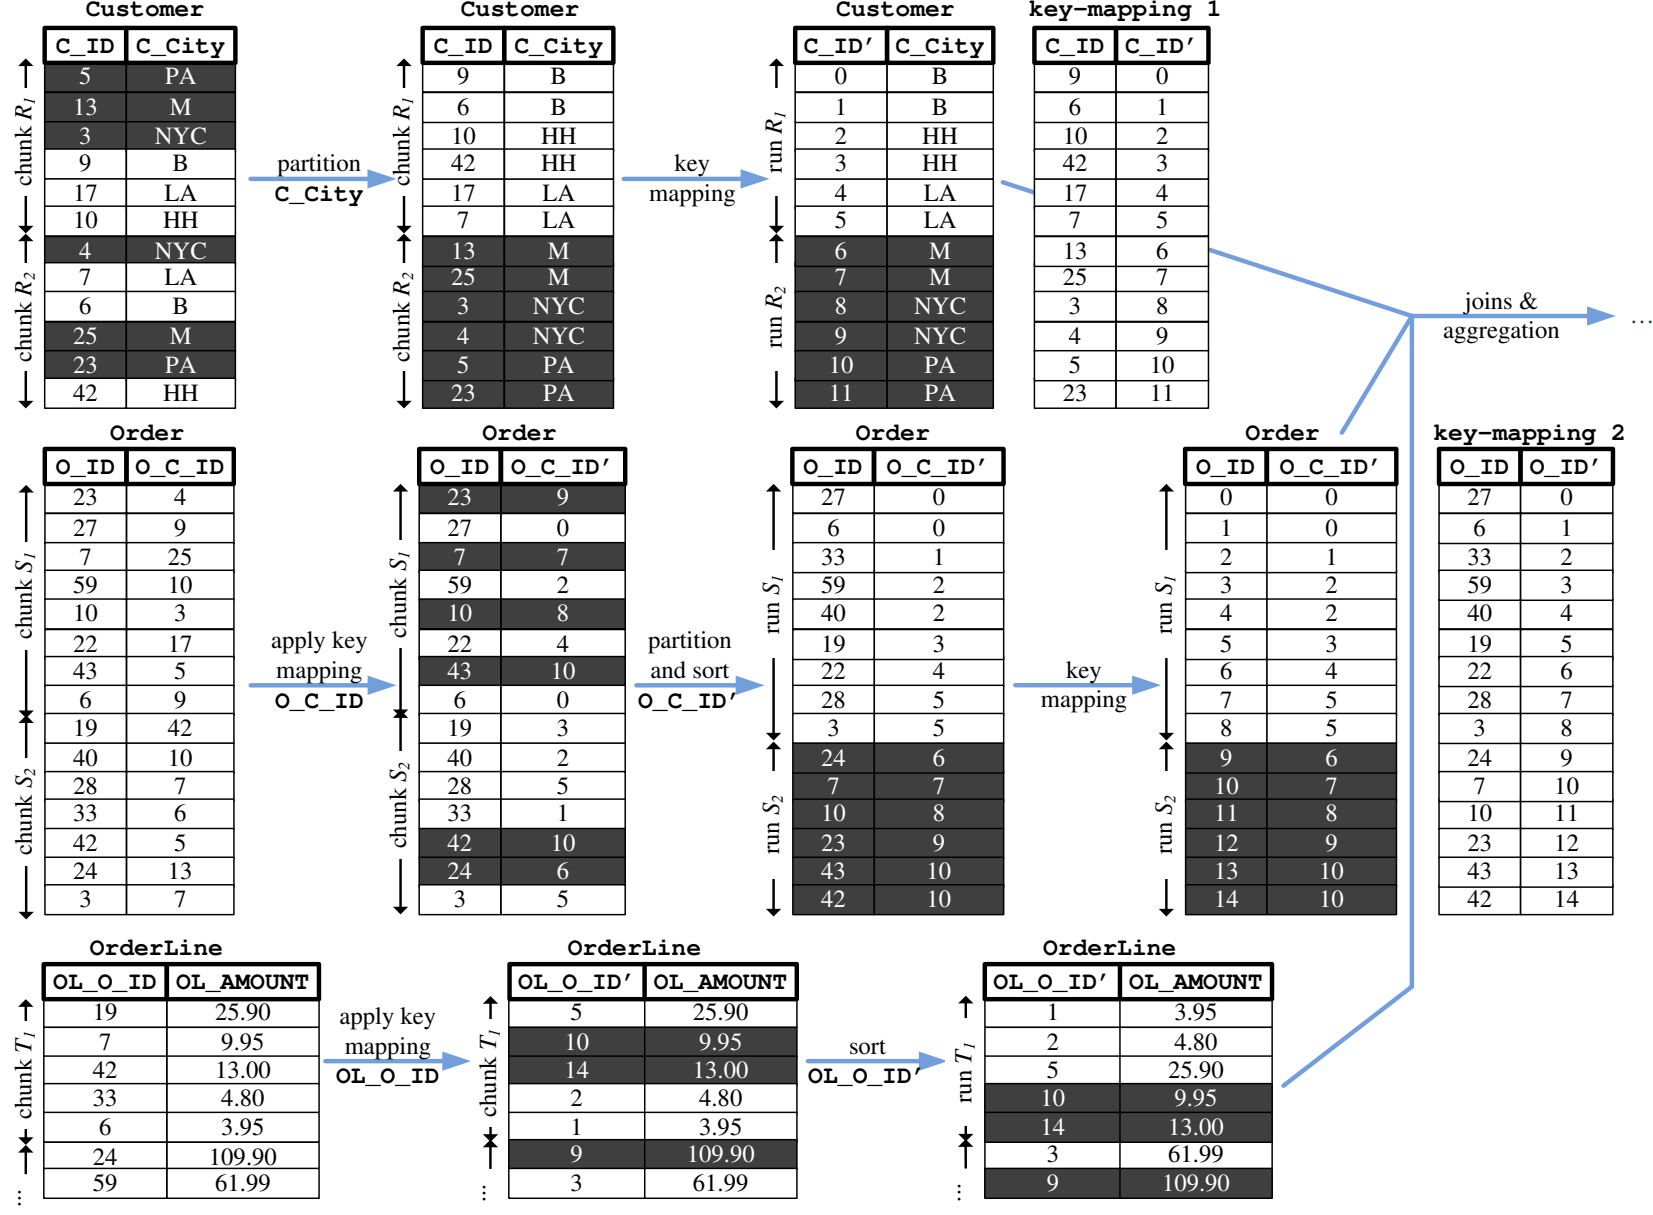 Customer
C_ID C_City
5 PA
13 M
3 NYC
9 B
17 LA
10 HH
4 NYC
7 LA
6 B
25 M
23 PA
42 HH
chunk R1
chunk R2
partition
C_City
Customer
C_ID C_City
9 B
6 B
10 HH
42 HH
17 LA
7 LA
13 M
25 M
3 NYC
4 NYC
5 PA
23 PA
chunk R1
chunk R2
key
mapping
Customer
C_ID’ C_City
0 B
1 B
2 HH
3 HH
4 LA
5 LA
6 M
7 M
8 NYC
9 NYC
10 PA
11 PA
run R1
run R2
key-mapping 1
C_ID C_ID’
9 0
6 1
10 2
42 3
17 4
7 5
13 6
25 7
3 8
4 9
5 10
23 11
joins &
aggregation
...
Order
O_ID O_C_ID
23 4
27 9
7 25
59 10
10 3
22 17
43 5
6 9
19 42
40 10
28 7
33 6
42 5
24 13
3 7
chunk S1
chunk S2
apply key
mapping
O_C_ID
Order
O_ID O_C_ID’
23 9
27 0
7 7
59 2
10 8
22 4
43 10
6 0
19 3
40 2
28 5
33 1
42 10
24 6
3 5
chunk S1
chunk S2
partition
and sort
O_C_ID’
Order
O_ID O_C_ID’
27 0
6 0
33 1
59 2
40 2
19 3
22 4
28 5
3 5
24 6
7 7
10 8
23 9
43 10
42 10
run S1
run S2
key
mapping
Order
O_ID O_C_ID’
0 0
1 0
2 1
3 2
4 2
5 3
6 4
7 5
8 5
9 6
10 7
11 8
12 9
13 10
14 10
run S1
run S2
key-mapping 2
O_ID O_ID’
27 0
6 1
33 2
59 3
40 4
19 5
22 6
28 7
3 8
24 9
7 10
10 11
23 12
43 13
42 14
OrderLine
OL_O_ID OL_AMOUNT
19 25.90
7 9.95
42 13.00
33 4.80
6 3.95
24 109.90
59 61.99
chunk T1
...
apply key
mapping
OL_O_ID
OrderLine
OL_O_ID’ OL_AMOUNT
5 25.90
10 9.95
14 13.00
2 4.80
1 3.95
9 109.90
3 61.99
chunk T1
...
sort
OL_O_ID’
OrderLine
OL_O_ID’ OL_AMOUNT
1 3.95
2 4.80
5 25.90
10 9.95
14 13.00
3 61.99
9 109.90
run T1
...